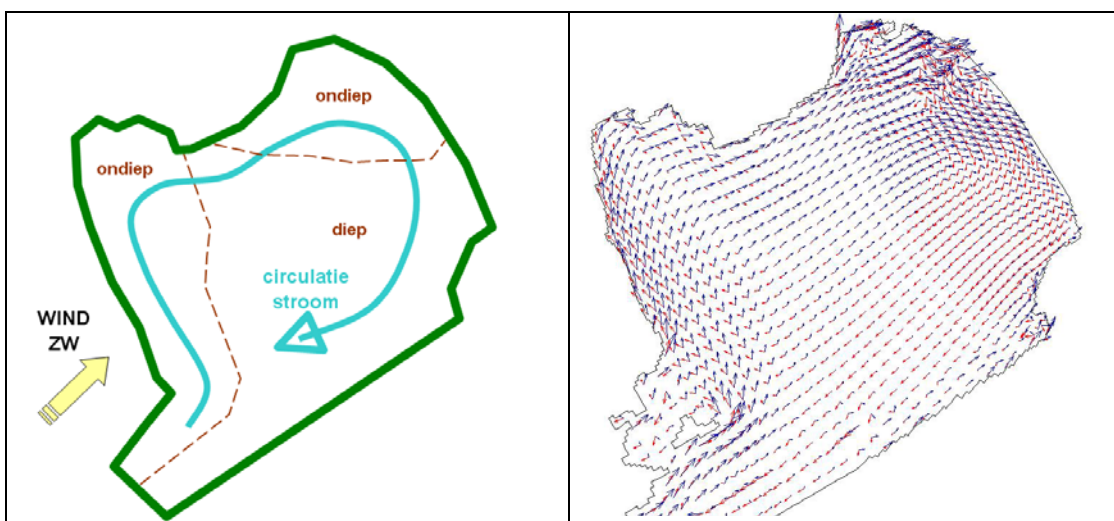 ondiep
ondiep
diep
circulatie
stroom
WIND
ZW